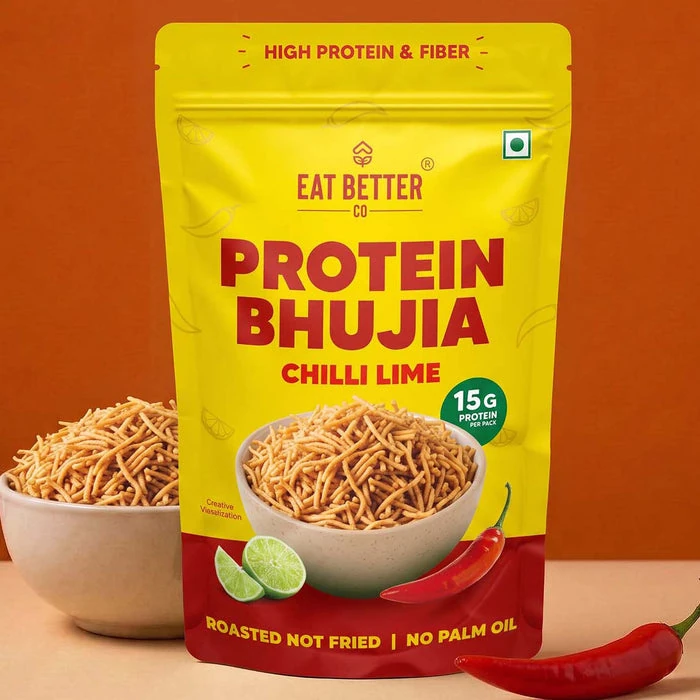 HIGH PROTEIN & FIBER
EAT BETTER®
CO
PROTEIN
BHUJIA
CHILLI LIME
15G
PROTEIN
PER PACK
Creative
Viesalization
ROASTED NOT FRIED | NO PALM OIL